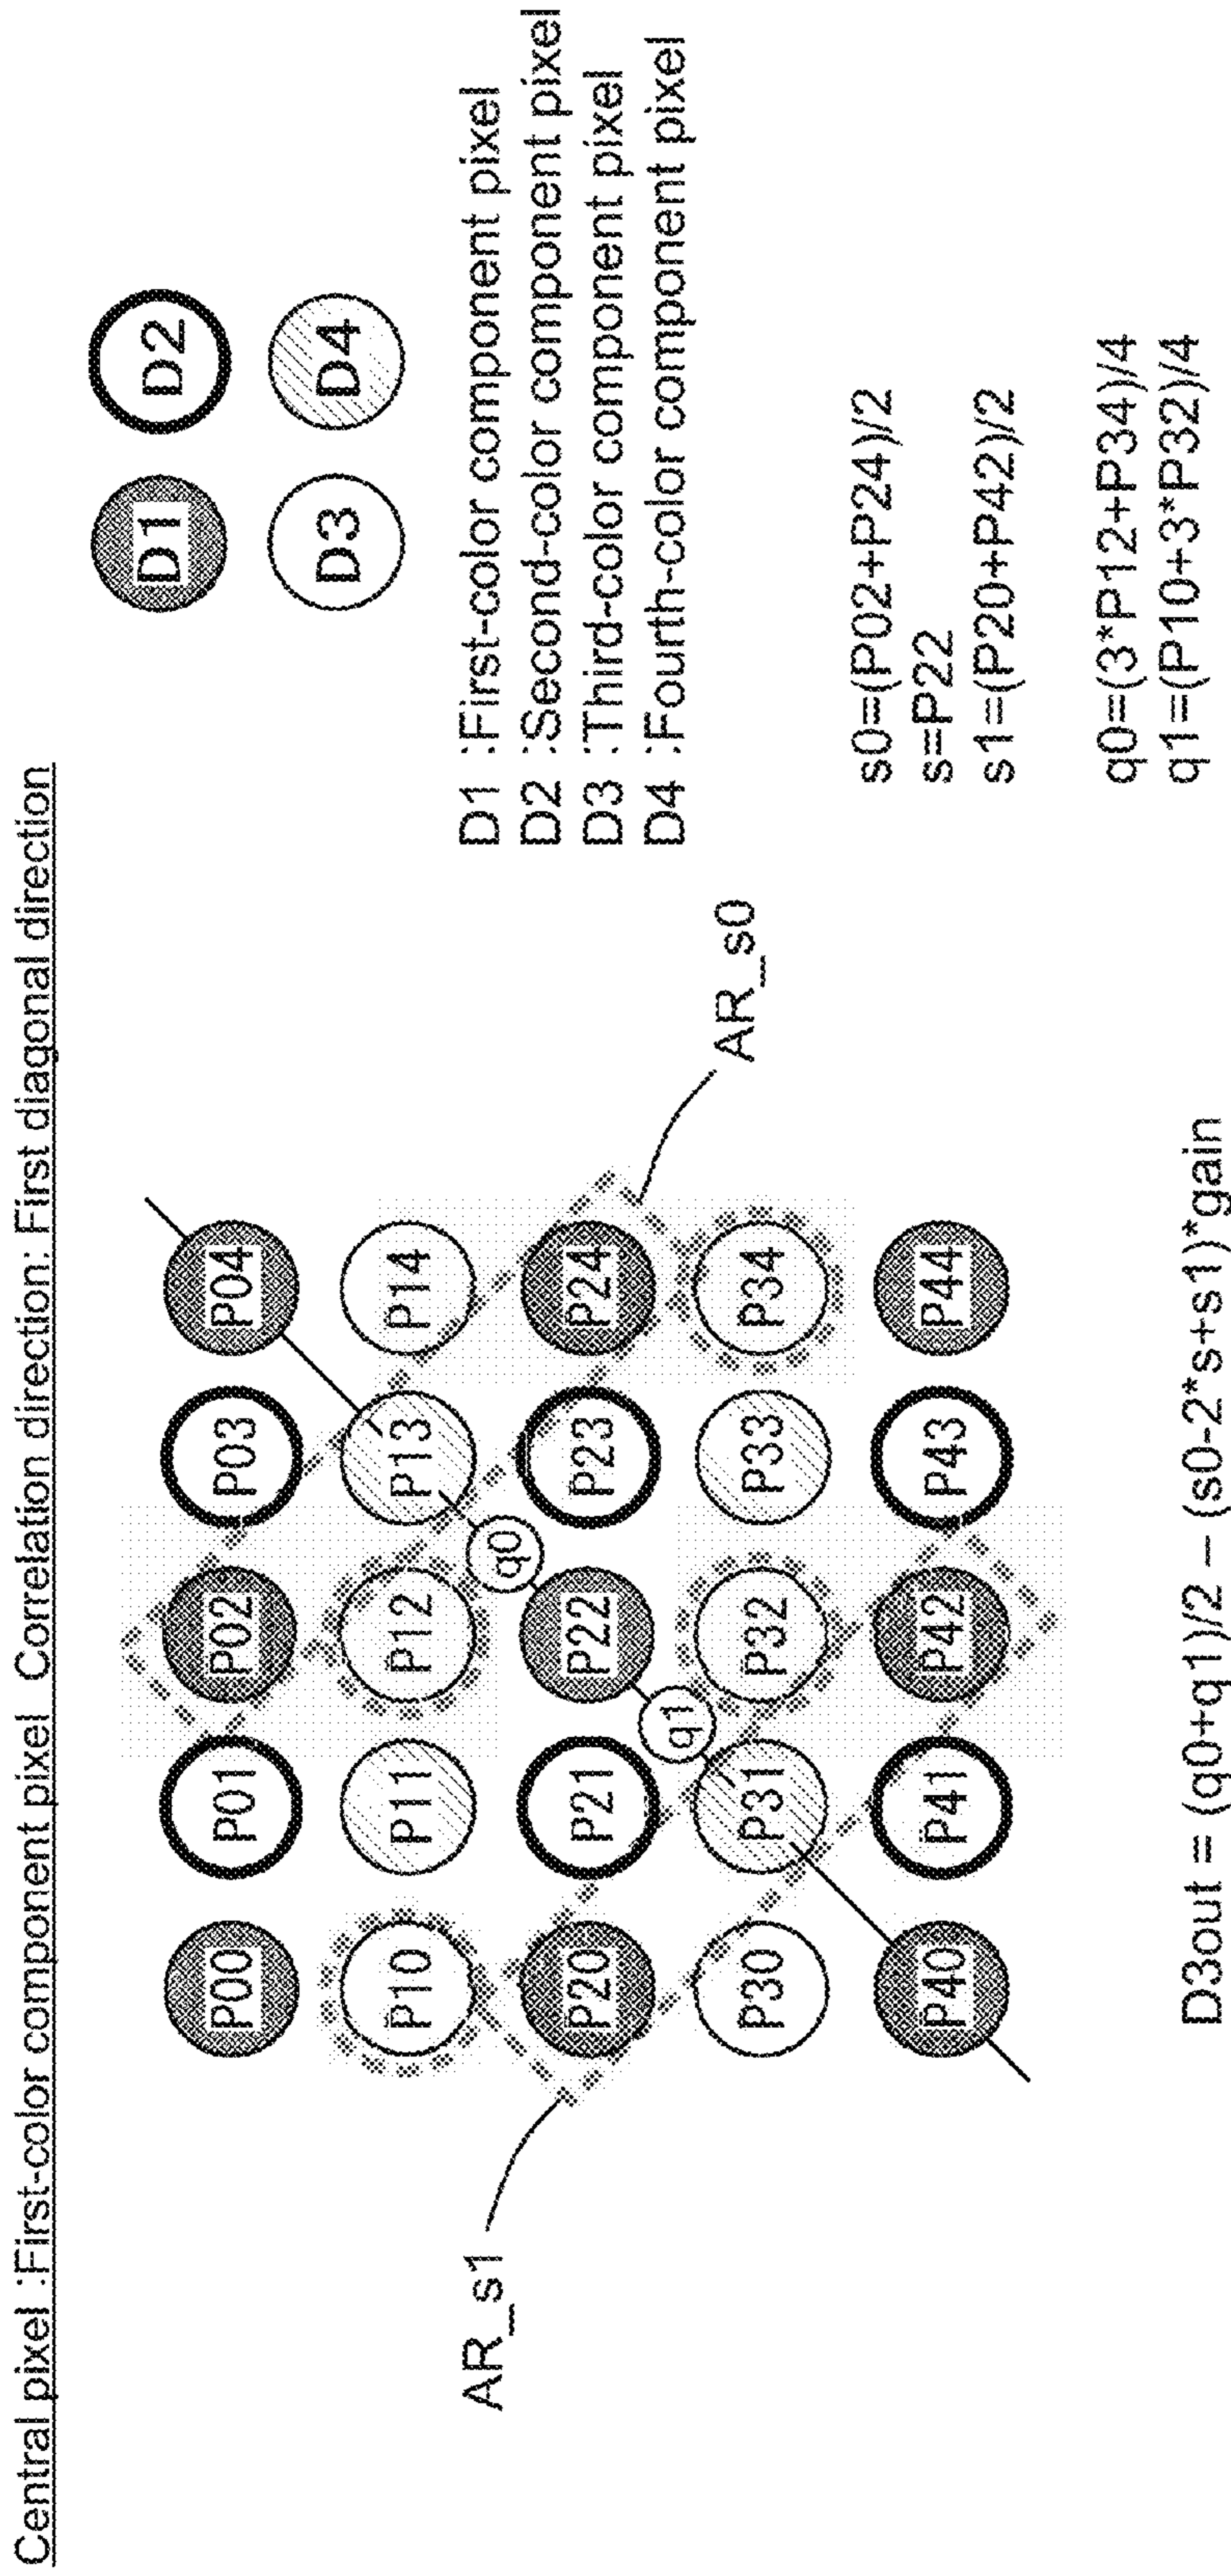 Central pixel :First-color component pixel Correlation direction: First diagonal direction
D1 D2
D3 D4
D1 :First-color component pixel
D2 :Second-color component pixel
D3 :Third-color component pixel
D4 :Fourth-color component pixel
P00 P01 P02 P03 P04
P10 P11 P12 P13 P14
q0
P20 P21 P22 P23 P24
q1
P30 P31 P32 P33 P34
P40 P41 P42 P43 P44
AR_s1
AR_s0
s0=(P02+P24)/2
s=P22
s1=(P20+P42)/2
q0=(3*P12+P34)/4
q1=(P10+3*P32)/4
D3out = (q0+q1)/2 – (s0-2*s+s1)*gain